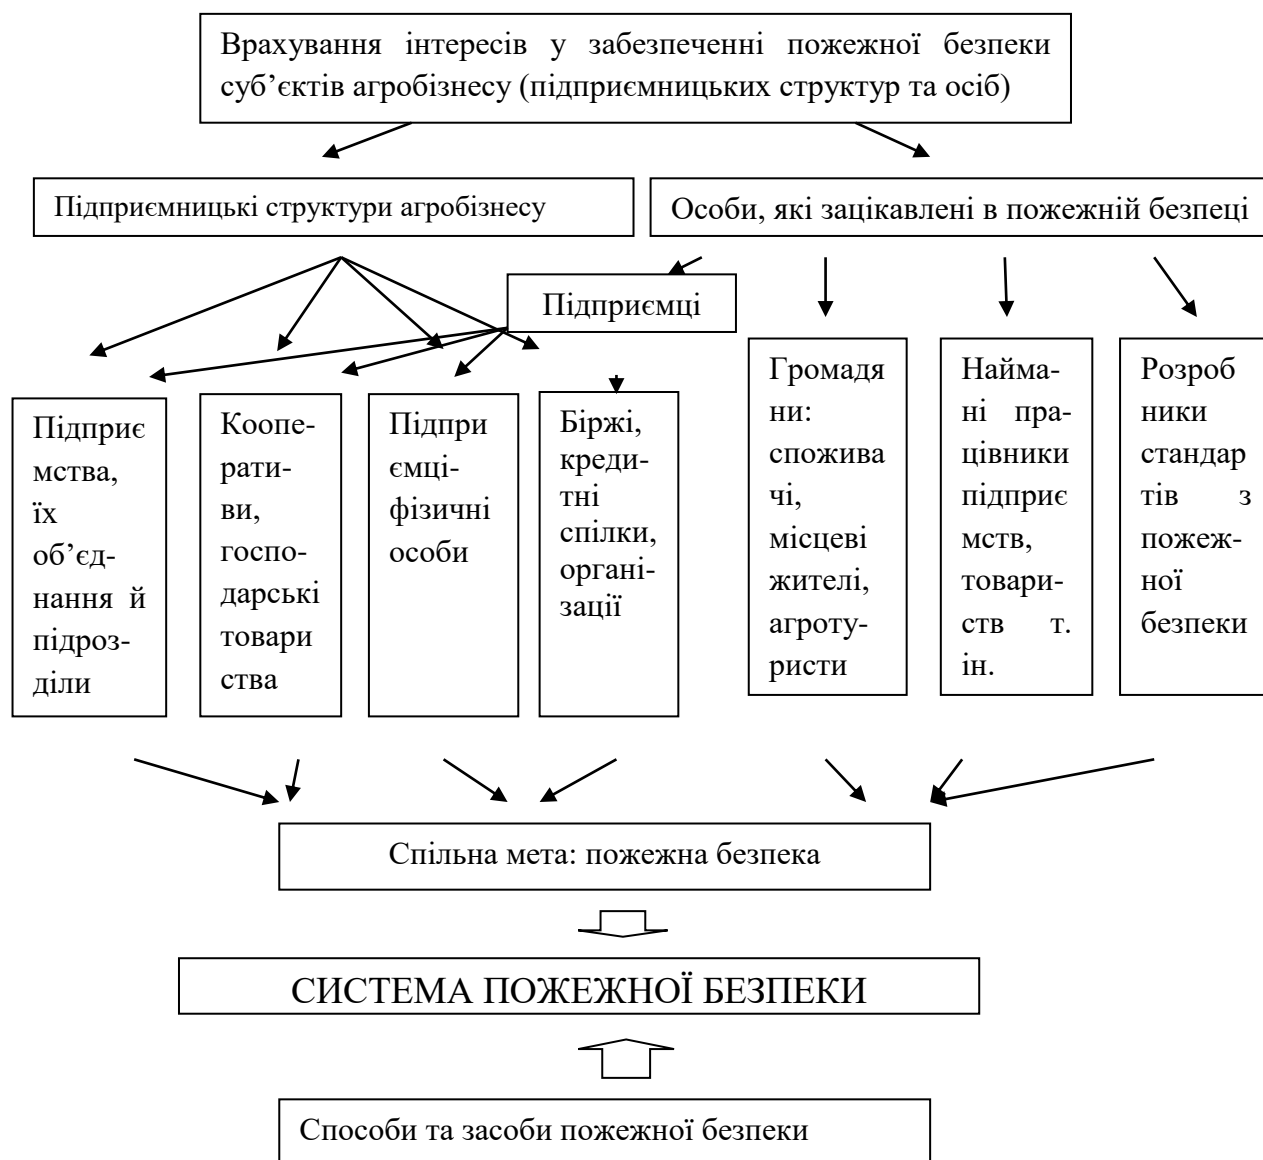 Врахування інтересів у забезпеченні пожежної безпеки
суб’єктів агробізнесу (підприємницьких структур та осіб)
Підприємницькі структури агробізнесу
Особи, які зацікавлені в пожежній безпеці
Підприємці
Підприє
мства,
їх
об’єд-
нання й
підроз-
діли
Коопе-
рати-
ви,
госпо-
дарські
товари
ства
Підпри
ємці-
фізичні
особи
Біржі,
креди-
тні
спілки,
органі-
зації
Громадя
ни:
спожива
чі,
місцеві
жителі,
агроту-
ристи
Найма-
ні пра-
цівники
підприє
мств,
товари-
ств т.
ін.
Розроб
ники
стандар
тів з
пожеж-
ної
безпеки
Спільна мета: пожежна безпека
СИСТЕМА ПОЖЕЖНОЇ БЕЗПЕКИ
Способи та засоби пожежної безпеки